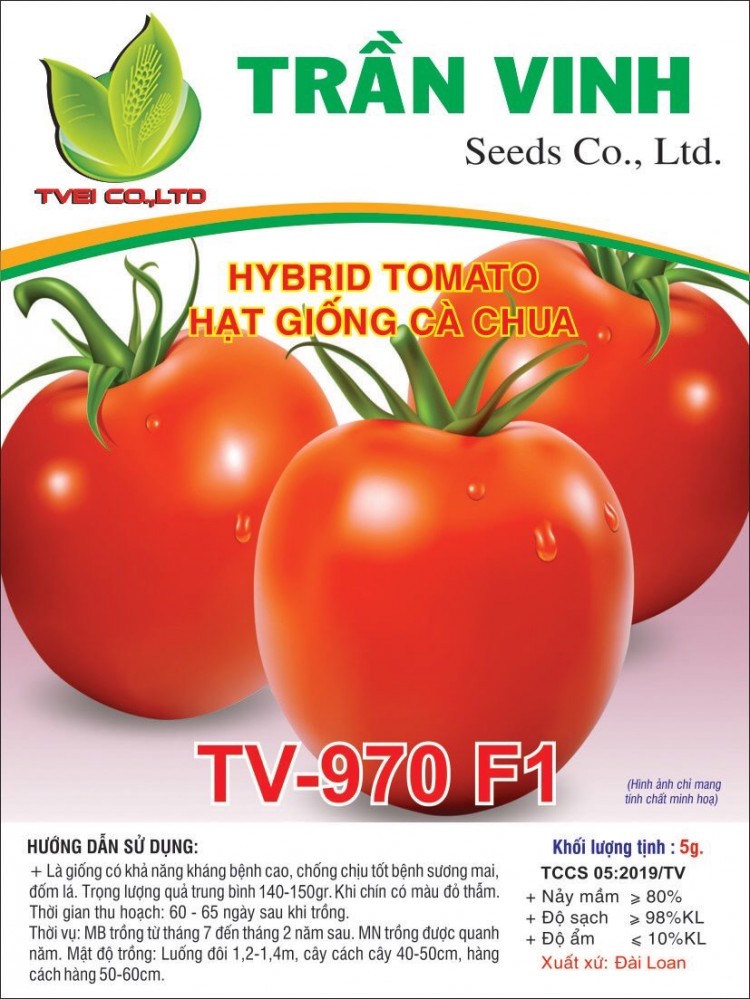 TRẦN VINH
Seeds Co., Ltd.
TVEI CO.,LTD
HYBRID TOMATO
HẠT GIỐNG CÀ CHUA
TV-970 F1
(Hình ảnh chỉ mang
tính chất minh hoạ)
HƯỚNG DẪN SỬ DỤNG:
+ Là giống có khả năng kháng bệnh cao, chống chịu tốt bệnh sương mai,
đốm lá. Trọng lượng quả trung bình 140-150gr. Khi chín có màu đỏ thẫm.
Thời gian thu hoạch: 60 - 65 ngày sau khi trồng.
Thời vụ: MB trồng từ tháng 7 đến tháng 2 năm sau. MN trồng được quanh
năm. Mật độ trồng: Luống đôi 1,2-1,4m, cây cách cây 40-50cm, hàng
cách hàng 50-60cm.
Khối lượng tịnh : 5g.
TCCS 05:2019/TV
+ Nảy mầm ⩾ 80%
+ Độ sạch ⩾ 98%KL
+ Độ ẩm ⩽ 10%KL
Xuất xứ: Đài Loan